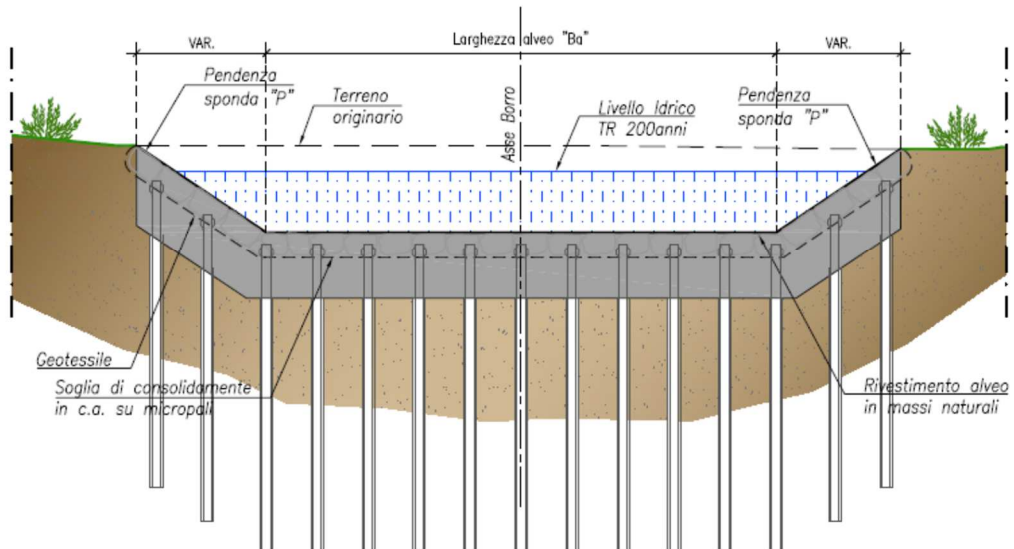 VAR.
Larghezza alveo "Ba"
VAR.
Pendenza
sponda "P"
Terreno
originario
Asse Borro
Livello Idrico
TR 200anni
Pendenza
sponda "P"
Geotessile
Soglia di consolidamente
in c.a. su micropali
Rivestimento alveo
in massi naturali